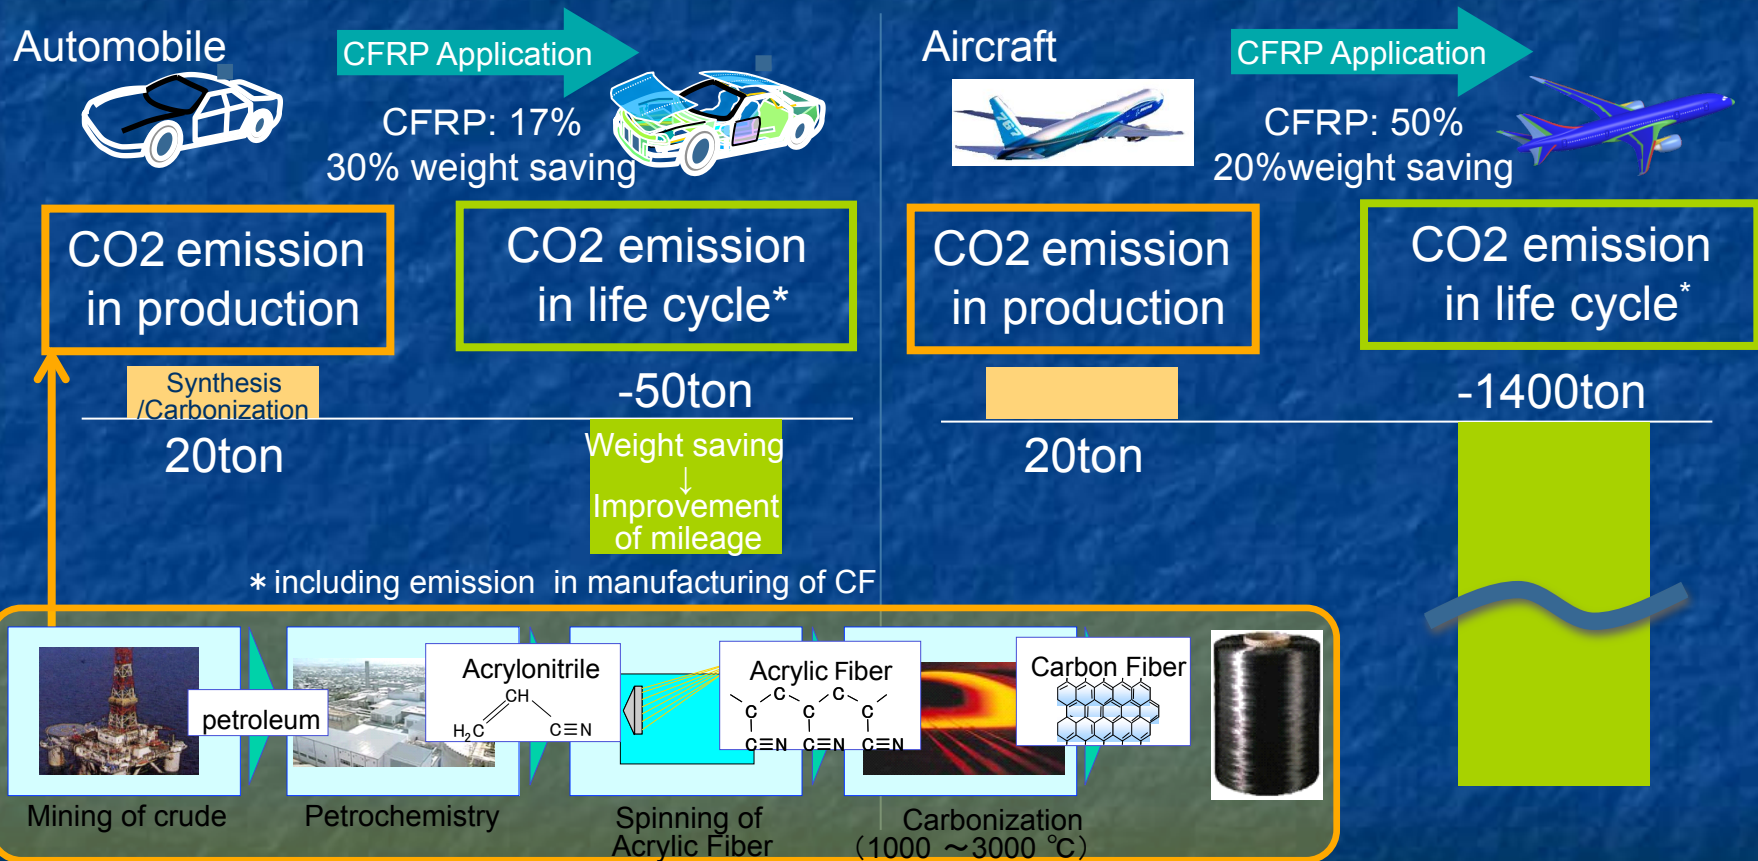 Automobile
CFRP Application
CFRP: 17%
30% weight saving
CO2 emission
in production
CO2 emission
in life cycle*
Synthesis
/Carbonization
20ton
-50ton
Weight saving
↓
Improvement
of mileage
Aircraft
CFRP Application
CFRP: 50%
20%weight saving
787
CO2 emission
in production
CO2 emission
in life cycle*
20ton
-1400ton
*including emission in manufacturing of CF
petroleum
Acrylonitrile
CH
H₂C C≡N
Acrylic Fiber
C C
C C C
C≡N C≡N C≡N
Carbon Fiber
Mining of crude
Petrochemistry
Spinning of
Acrylic Fiber
Carbonization
（1000 ～3000 ℃）